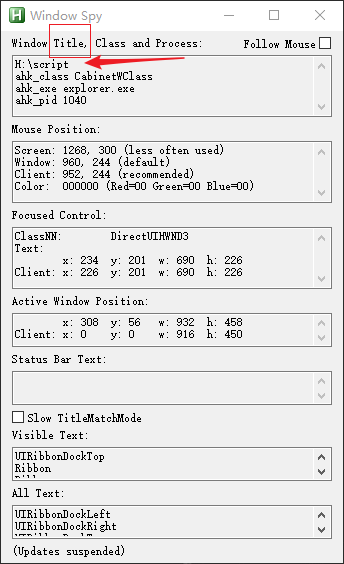 Window Spy
Window Title, Class and Process: Follow Mouse
H:\script
ahk_class CabinetWClass
ahk_exe explorer.exe
ahk_pid 1040
Mouse Position:
Screen: 1268, 300 (less often used)
Window: 960, 244 (default)
Client: 952, 244 (recommended)
Color: 000000 (Red=00 Green=00 Blue=00)
Focused Control:
ClassNN: DirectUIHWND3
Text:
x: 234 y: 201 w: 690 h: 226
Client: x: 226 y: 201 w: 690 h: 226
Active Window Position:
x: 308 y: 56 w: 932 h: 458
Client: x: 0 y: 0 w: 916 h: 450
Status Bar Text:
Slow TitleMatchMode
Visible Text:
UIRibbonDockTop
Ribbon
All Text:
UIRibbonDockLeft
UIRibbonDockRight
(Updates suspended)